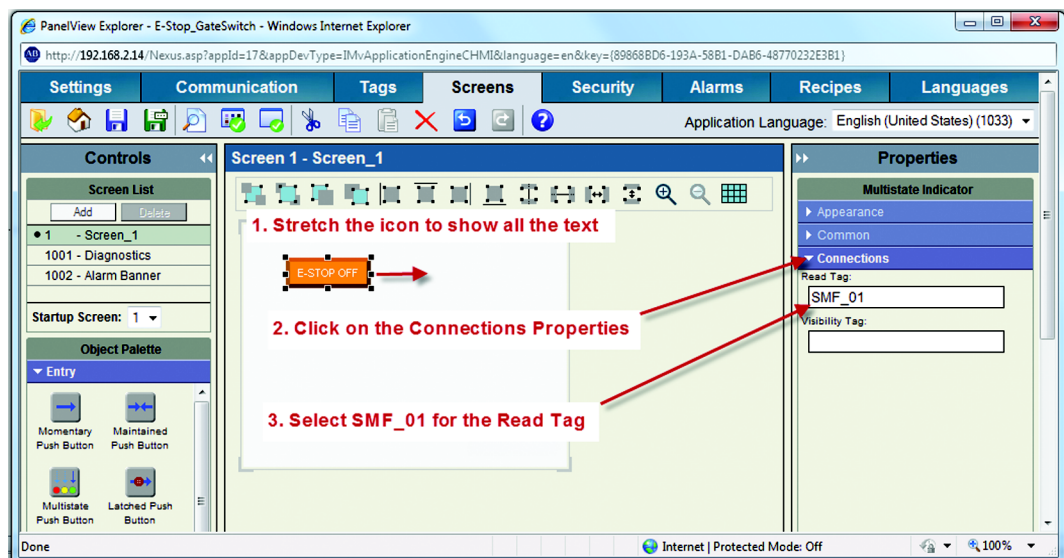 PanelView Explorer - E-Stop_GateSwitch - Windows Internet Explorer
http://192.168.2.14/Nexus.asp?appId=17&appDevType=IMvApplicationEngineCHMI&language=en&key={89868BD6-193A-58B1-DAB6-48770232E3B1}
Settings Communication Tags Screens Security Alarms Recipes Languages
Application Language: English (United States) (1033)
Controls
Screen List
Add Delete
1 - Screen_1
1001 - Diagnostics
1002 - Alarm Banner
Startup Screen: 1
Object Palette
Entry
Momentary
Push Button
Maintained
Push Button
Multistate
Push Button
Latched Push
Button
Screen 1 - Screen_1
1. Stretch the icon to show all the text
E-STOP OFF
2. Click on the Connections Properties
3. Select SMF_01 for the Read Tag
Properties
Multistate Indicator
Appearance
Common
Connections
Read Tag:
SMF_01
Visibility Tag:
Done
Internet | Protected Mode: Off
100%